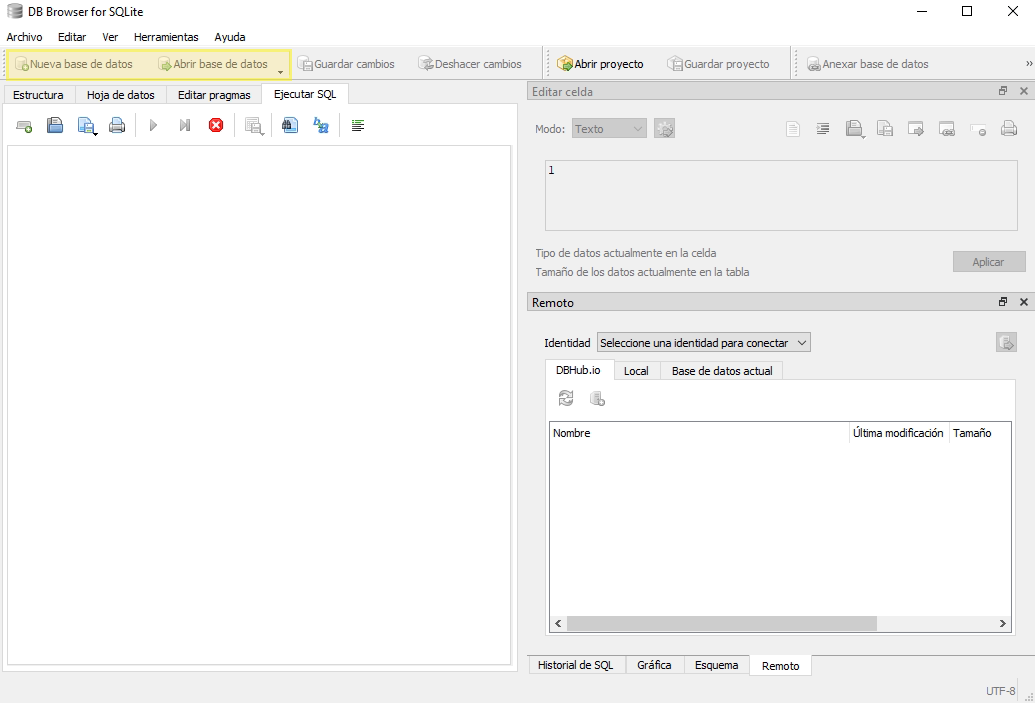 DB Browser for SQLite
Archivo Editar Ver Herramientas Ayuda
Nueva base de datos Abrir base de datos Guardar cambios Deshacer cambios Abrir proyecto Guardar proyecto Anexar base de datos »
Estructura Hoja de datos Editar pragmas Ejecutar SQL
Editar celda
Modo: Texto
1
Tipo de datos actualmente en la celda
Tamaño de los datos actualmente en la tabla
Aplicar
Remoto
Identidad Seleccione una identidad para conectar
DBHub.io Local Base de datos actual
Nombre Última modificación Tamaño
Historial de SQL Gráfica Esquema Remoto
UTF-8